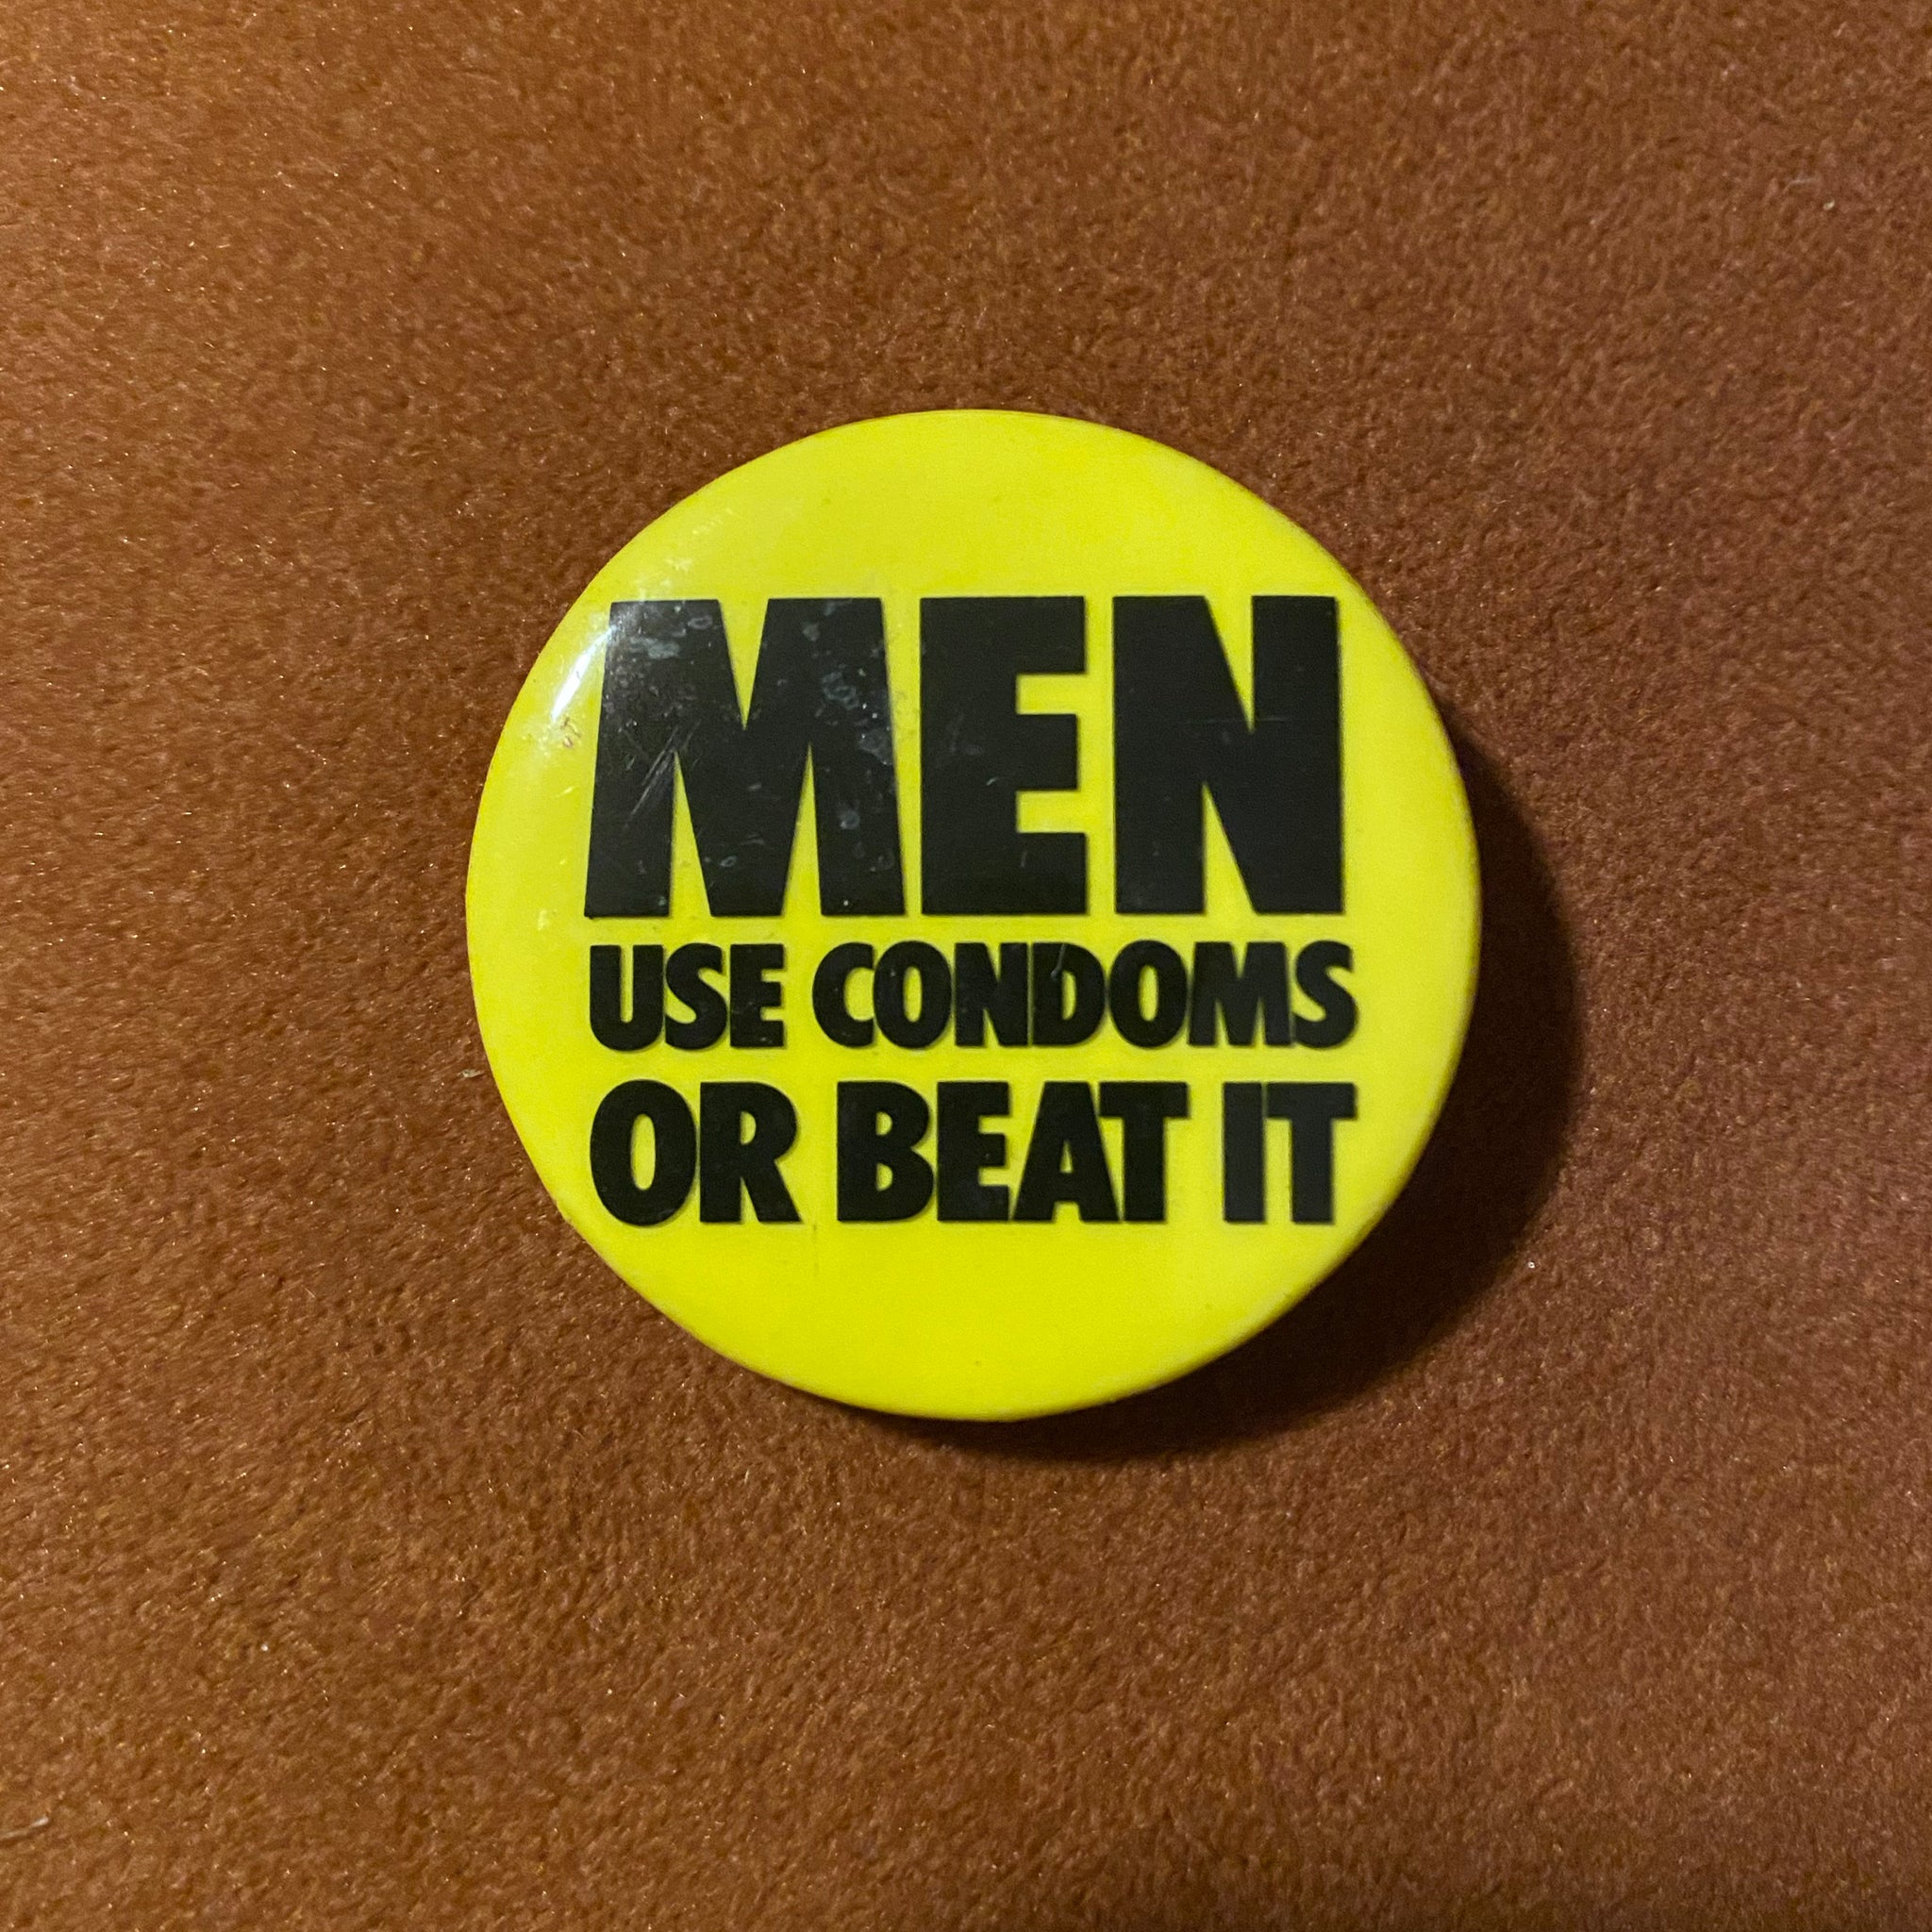 MEN
USE CONDOMS
OR BEAT IT